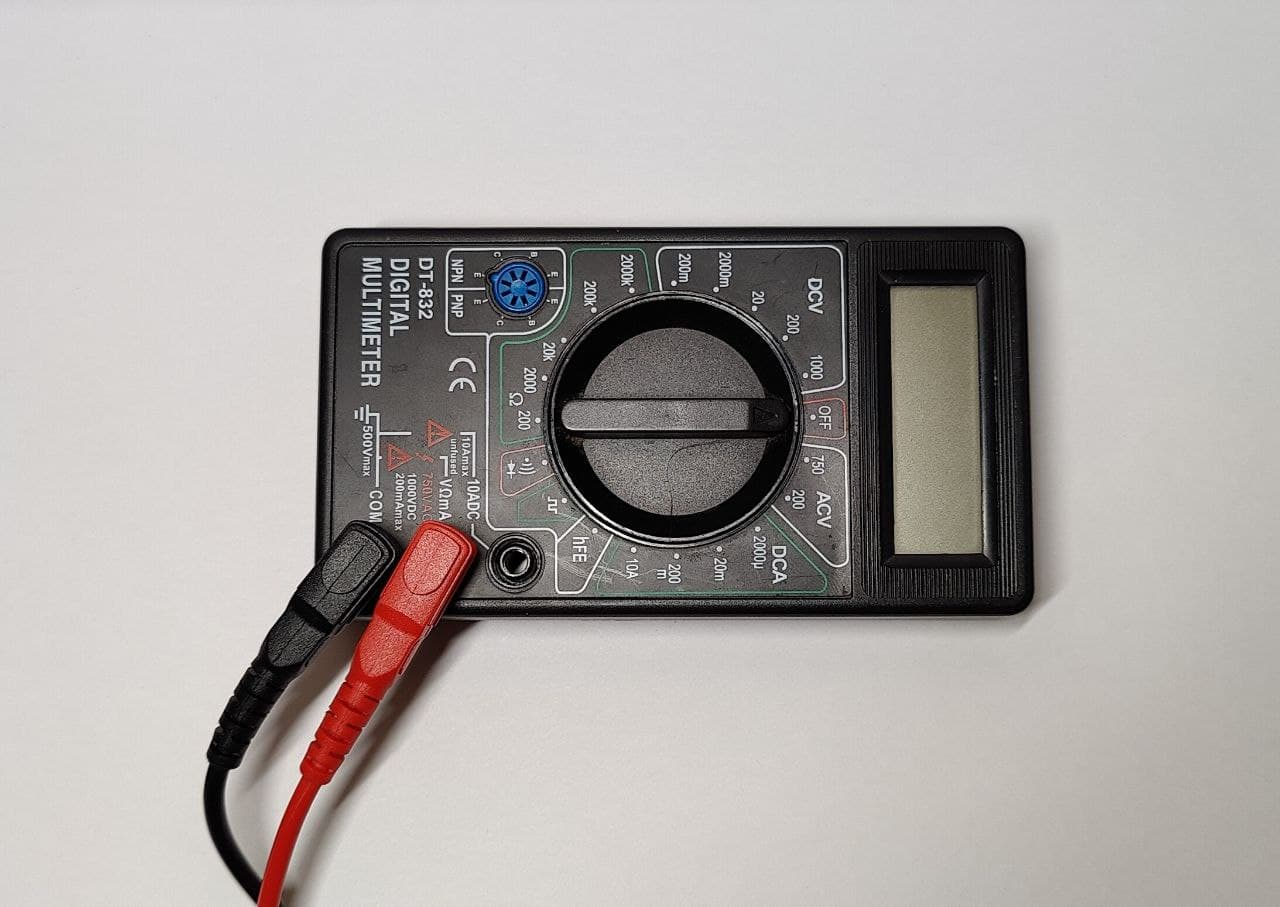 DCV
OFF
ACV
1000
750
200
200
20
2000m
200m
2000µ
DCA
20m
200
m
10A
2000k
200k
20k
2000
Ω
200
hFE
C
B
E
E
E
E
C
B
NPN
PNP
DT-832
DIGITAL
MULTIMETER
CE
10ADC
10Amax
unfused
VΩmA
750VAC
1000VDC
200mAmax
COM
500Vmax